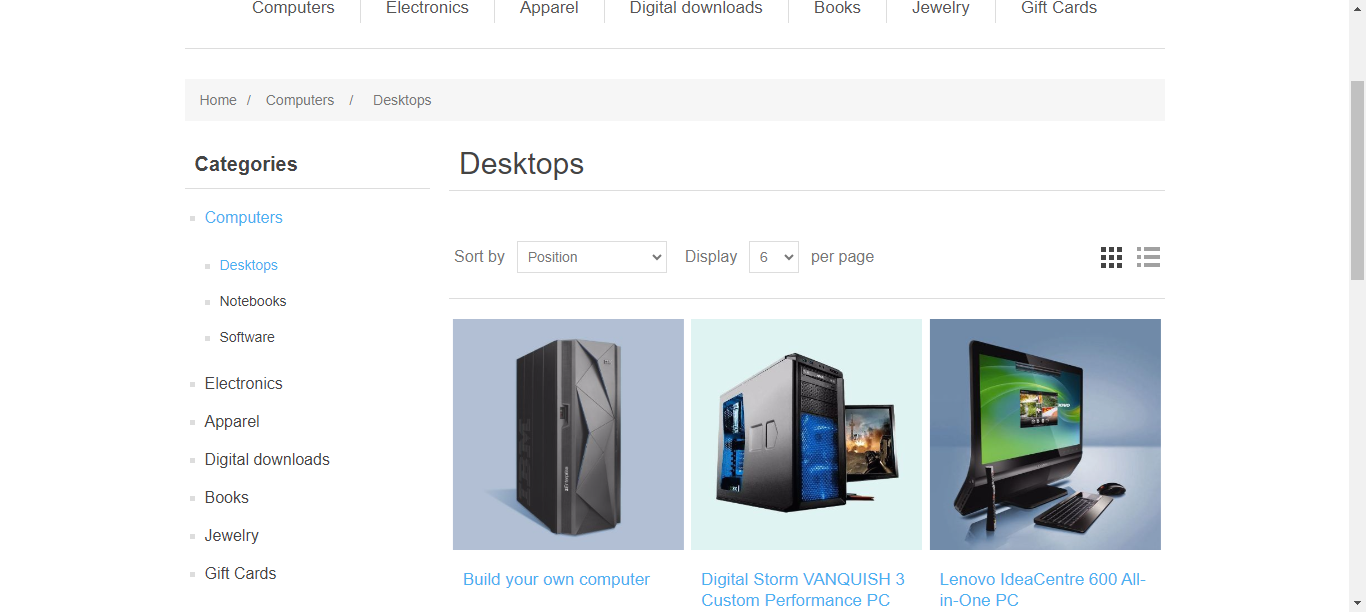 Computers Electronics Apparel Digital downloads Books Jewelry Gift Cards
Home / Computers / Desktops
Categories
Computers
Desktops
Notebooks
Software
Electronics
Apparel
Digital downloads
Books
Jewelry
Gift Cards
Desktops
Sort by Position Display 6 per page
IBM
Build your own computer
Digital Storm VANQUISH 3
Custom Performance PC
Lenovo IdeaCentre 600 All-
in-One PC